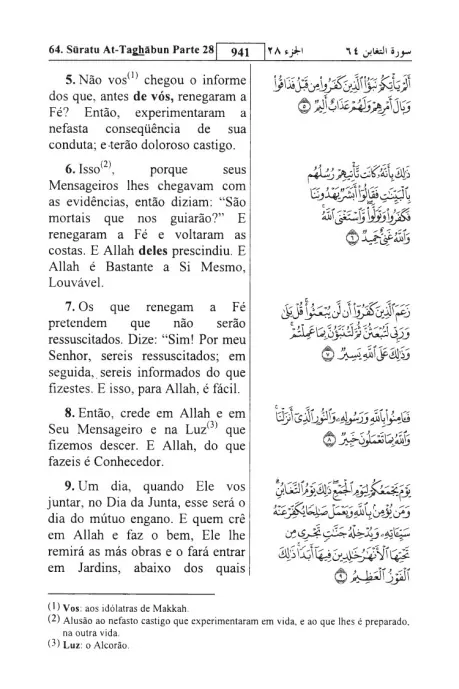 64. Sūratu At-Taghābun Parte 28 941 الجزء ٢٨ سورة التغابن ٦٤
5. Não vos(1) chegou o informe
dos que, antes de vós, renegaram a
Fé? Então, experimentaram a
nefasta conseqüência de sua
conduta; e terão doloroso castigo.
أَلَمْ يَأْتِكُمْ نَبَؤُا۟ ٱلَّذِينَ كَفَرُوا۟ مِن قَبْلُ فَذَاقُوا۟
وَبَالَ أَمْرِهِمْ وَلَهُمْ عَذَابٌ أَلِيمٌ ٥
6. Isso(2), porque seus
Mensageiros lhes chegavam com
as evidências, então diziam: “São
mortais que nos guiarão?” E
renegaram a Fé e voltaram as
costas. E Allah deles prescindiu. E
Allah é Bastante a Si Mesmo,
Louvável.
ذَٰلِكَ بِأَنَّهُۥ كَانَت تَّأْتِيهِمْ رُسُلُهُم
بِٱلْبَيِّنَٰتِ فَقَالُوٓا۟ أَبَشَرٌ يَهْدُونَنَا
فَكَفَرُوا۟ وَتَوَلَّوا۟ وَّٱسْتَغْنَى ٱللَّهُ
وَٱللَّهُ غَنِىٌّ حَمِيدٌ ٦
7. Os que renegam a Fé
pretendem que não serão
ressuscitados. Dize: “Sim! Por meu
Senhor, sereis ressuscitados; em
seguida, sereis informados do que
fizestes. E isso, para Allah, é fácil.
زَعَمَ ٱلَّذِينَ كَفَرُوٓا۟ أَن لَّن يُبْعَثُوا۟ قُلْ بَلَىٰ
وَرَبِّى لَتُبْعَثُنَّ ثُمَّ لَتُنَبَّؤُنَّ بِمَا عَمِلْتُمْ
وَذَٰلِكَ عَلَى ٱللَّهِ يَسِيرٌ ٧
8. Então, crede em Allah e em
Seu Mensageiro e na Luz(3) que
fizemos descer. E Allah, do que
fazeis é Conhecedor.
فَـَٔامِنُوا۟ بِٱللَّهِ وَرَسُولِهِۦ وَٱلنُّورِ ٱلَّذِىٓ أَنزَلْنَا
وَٱللَّهُ بِمَا تَعْمَلُونَ خَبِيرٌ ٨
9. Um dia, quando Ele vos
juntar, no Dia da Junta, esse será o
dia do mútuo engano. E quem crê
em Allah e faz o bem, Ele lhe
remirá as más obras e o fará entrar
em Jardins, abaixo dos quais
يَوْمَ يَجْمَعُكُمْ لِيَوْمِ ٱلْجَمْعِ ذَٰلِكَ يَوْمُ ٱلتَّغَابُنِ
وَمَن يُؤْمِنۢ بِٱللَّهِ وَيَعْمَلْ صَٰلِحًا يُكَفِّرْ عَنْهُ
سَيِّـَٔاتِهِۦ وَيُدْخِلْهُ جَنَّٰتٍ تَجْرِى مِن
تَحْتِهَا ٱلْأَنْهَٰرُ خَٰلِدِينَ فِيهَآ أَبَدًا ذَٰلِكَ
ٱلْفَوْزُ ٱلْعَظِيمُ ٩
(1) Vos: aos idólatras de Makkah.
(2) Alusão ao nefasto castigo que experimentaram em vida, e ao que lhes é preparado,
na outra vida.
(3) Luz: o Alcorão.